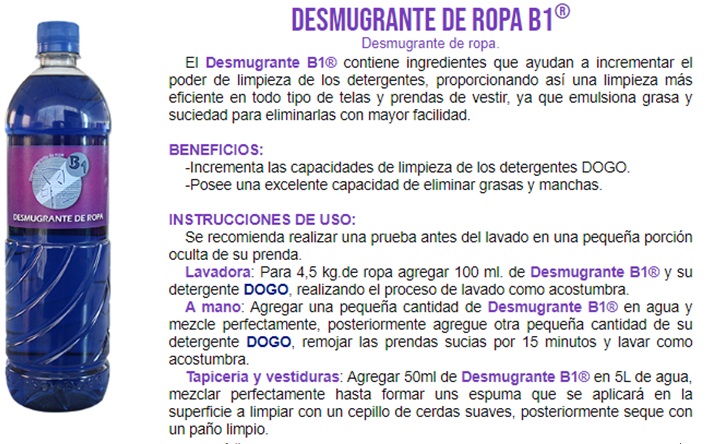 DESMUGRANTE DE ROPA B1®
Desmugrante de ropa.
El Desmugrante B1® contiene ingredientes que ayudan a incrementar el
poder de limpieza de los detergentes, proporcionando así una limpieza más
eficiente en todo tipo de telas y prendas de vestir, ya que emulsiona grasa y
suciedad para eliminarlas con mayor facilidad.
BENEFICIOS:
-Incrementa las capacidades de limpieza de los detergentes DOGO.
-Posee una excelente capacidad de eliminar grasas y manchas.
INSTRUCCIONES DE USO:
Se recomienda realizar una prueba antes del lavado en una pequeña porción
oculta de su prenda.
Lavadora: Para 4,5 kg.de ropa agregar 100 ml. de Desmugrante B1® y su
detergente DOGO, realizando el proceso de lavado como acostumbra.
A mano: Agregar una pequeña cantidad de Desmugrante B1® en agua y
mezcle perfectamente, posteriormente agregue otra pequeña cantidad de su
detergente DOGO, remojar las prendas sucias por 15 minutos y lavar como
acostumbra.
Tapiceria y vestiduras: Agregar 50ml de Desmugrante B1® en 5L de agua,
mezclar perfectamente hasta formar uns espuma que se aplicará en la
superficie a limpiar con un cepillo de cerdas suaves, posteriormente seque con
un paño limpio.
B1
DESMUGRANTE DE ROPA